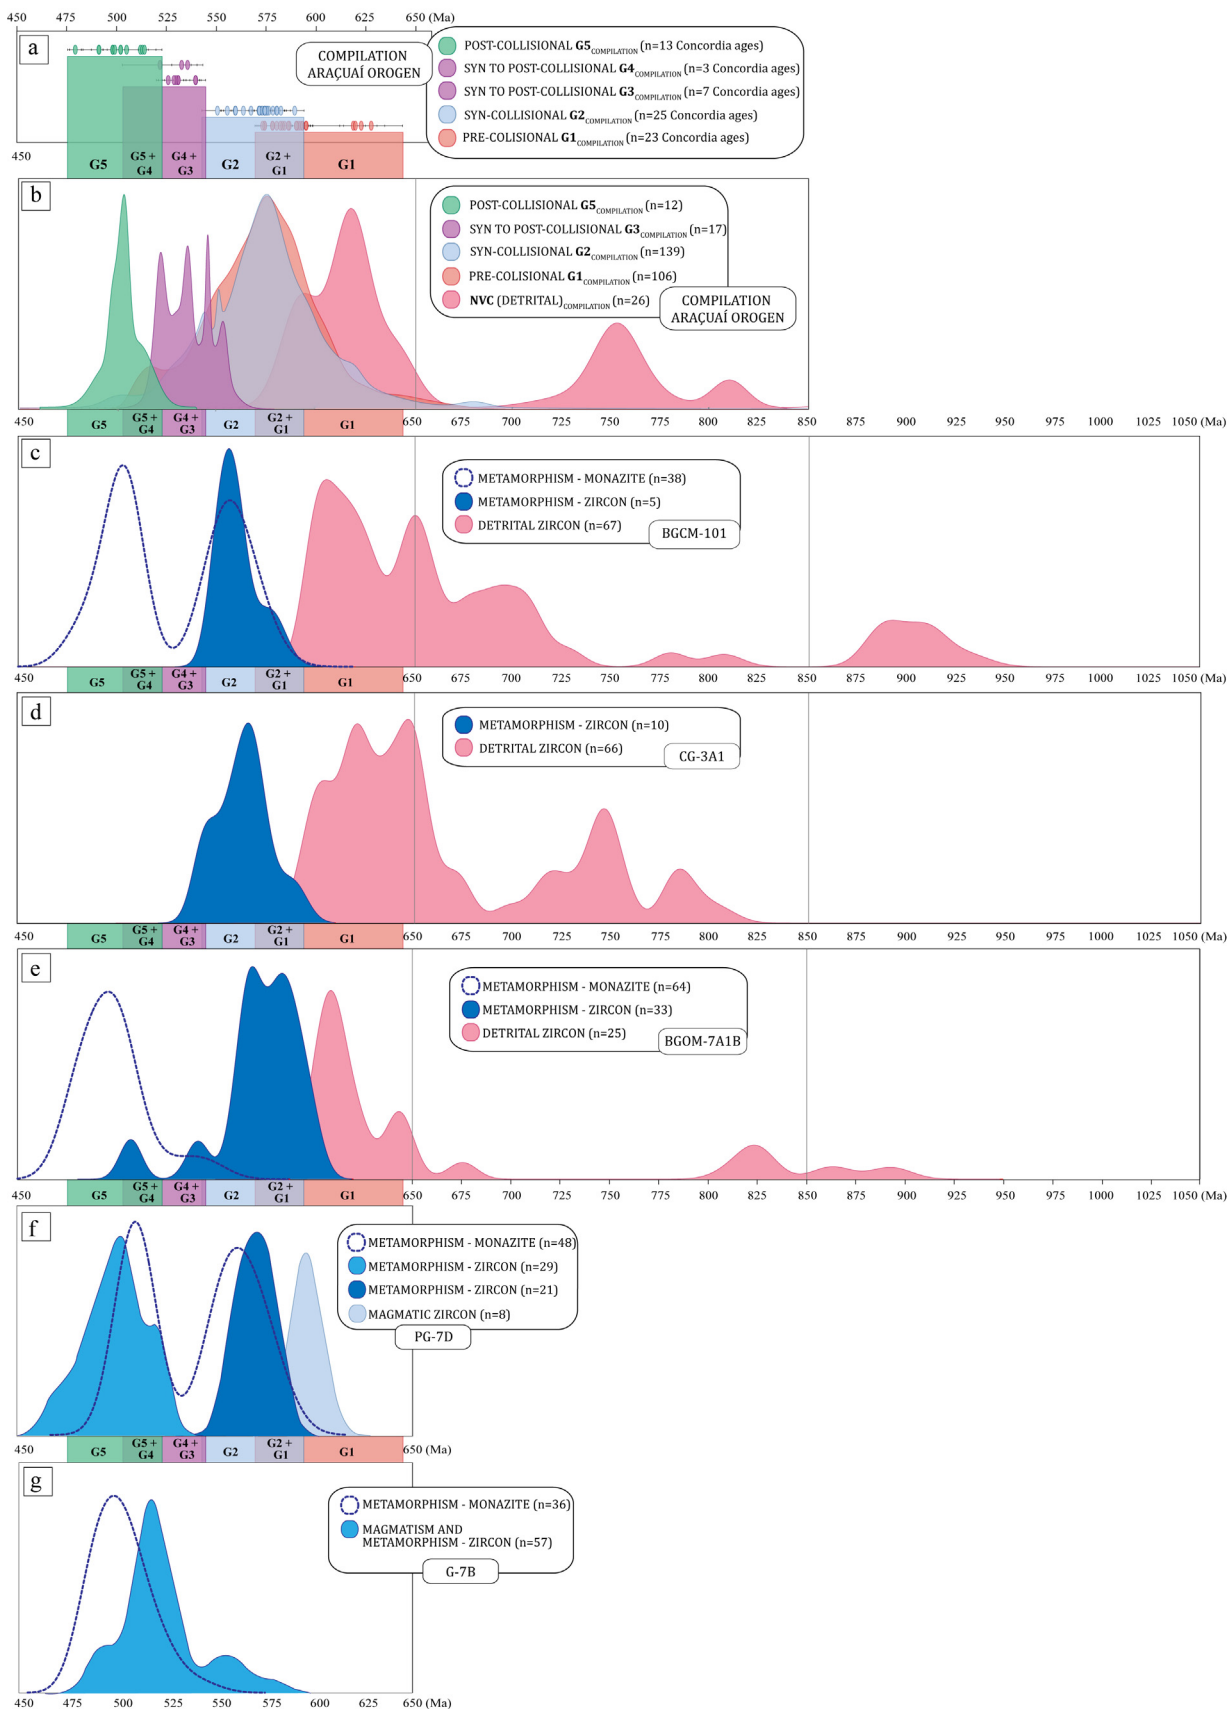 450 475 500 525 550 575 600 625 650 (Ma)
a
COMPILATION
ARAÇUAÍ OROGEN
POST-COLLISIONAL G5COMPILATION (n=13 Concordia ages)
SYN TO POST-COLLISIONAL G4COMPILATION (n=3 Concordia ages)
SYN TO POST-COLLISIONAL G3COMPILATION (n=7 Concordia ages)
SYN-COLLISIONAL G2COMPILATION (n=25 Concordia ages)
PRE-COLISIONAL G1COMPILATION (n=23 Concordia ages)
450
G5 G5 + G4 G4 + G3 G2 G2 + G1 G1
b
POST-COLLISIONAL G5COMPILATION (n=12)
SYN TO POST-COLLISIONAL G3COMPILATION (n=17)
SYN-COLLISIONAL G2COMPILATION (n=139)
PRE-COLISIONAL G1COMPILATION (n=106)
NVC (DETRITAL)COMPILATION (n=26)
COMPILATION
ARAÇUAÍ OROGEN
450 G5 G5 + G4 G4 + G3 G2 G2 + G1 G1 650 675 700 725 750 775 800 825 850 875 900 925 950 975 1000 1025 1050 (Ma)
c
METAMORPHISM - MONAZITE (n=38)
METAMORPHISM - ZIRCON (n=5)
DETRITAL ZIRCON (n=67)
BGCM-101
450 G5 G5 + G4 G4 + G3 G2 G2 + G1 G1 650 675 700 725 750 775 800 825 850 875 900 925 950 975 1000 1025 1050 (Ma)
d
METAMORPHISM - ZIRCON (n=10)
DETRITAL ZIRCON (n=66)
CG-3A1
450 G5 G5 + G4 G4 + G3 G2 G2 + G1 G1 650 675 700 725 750 775 800 825 850 875 900 925 950 975 1000 1025 1050 (Ma)
e
METAMORPHISM - MONAZITE (n=64)
METAMORPHISM - ZIRCON (n=33)
DETRITAL ZIRCON (n=25)
BGOM-7A1B
450 G5 G5 + G4 G4 + G3 G2 G2 + G1 G1 650 675 700 725 750 775 800 825 850 875 900 925 950 975 1000 1025 1050 (Ma)
f
METAMORPHISM - MONAZITE (n=48)
METAMORPHISM - ZIRCON (n=29)
METAMORPHISM - ZIRCON (n=21)
MAGMATIC ZIRCON (n=8)
PG-7D
450 G5 G5 + G4 G4 + G3 G2 G2 + G1 G1 650 (Ma)
g
METAMORPHISM - MONAZITE (n=36)
MAGMATISM AND
METAMORPHISM - ZIRCON (n=57)
G-7B
450 475 500 525 550 575 600 625 650 (Ma)